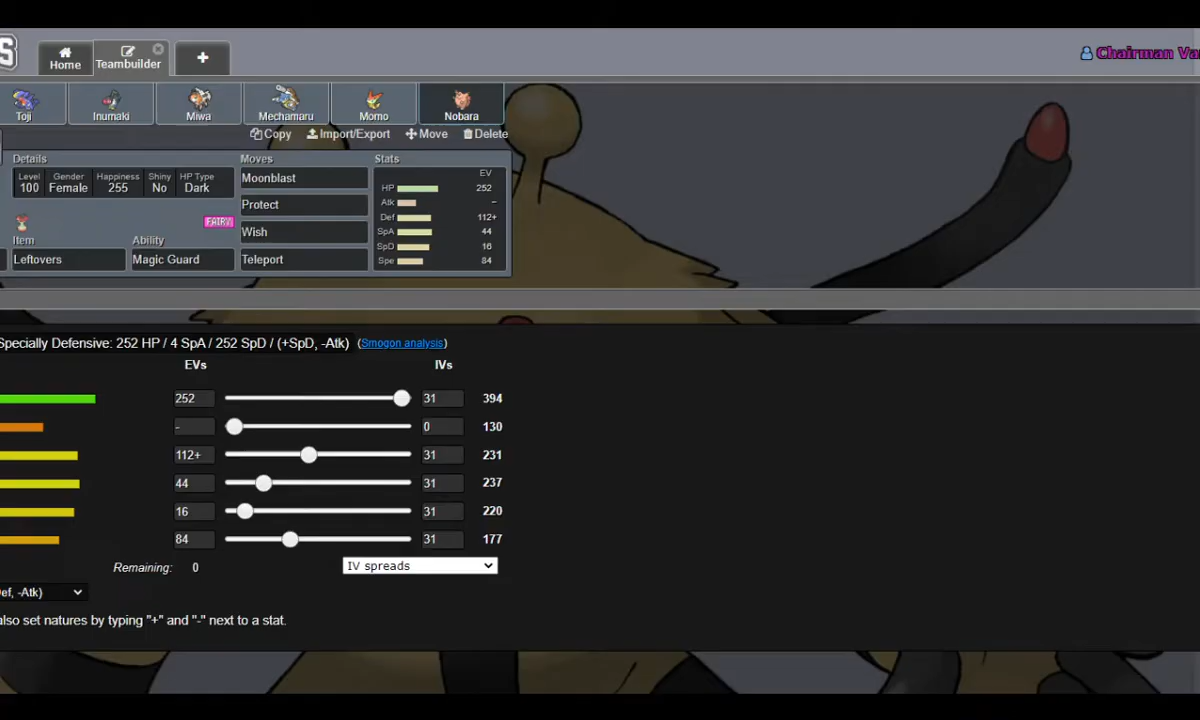 S
Home
Teambuilder
+
Chairman Va
Toji
Inumaki
Miwa
Mechamaru
Momo
Nobara
Copy Import/Export Move Delete
Details
Level Gender Happiness Shiny HP Type
100 Female 255 No Dark
FAIRY
Item Ability
Leftovers Magic Guard
Moves
Moonblast
Protect
Wish
Teleport
Stats
EV
HP 252
Atk –
Def 112+
SpA 44
SpD 16
Spe 84
Specially Defensive: 252 HP / 4 SpA / 252 SpD / (+SpD, -Atk) (Smogon analysis)
EVs IVs
252 31 394
- 0 130
112+ 31 231
44 31 237
16 31 220
84 31 177
Remaining: 0
IV spreads
ef, -Atk)
also set natures by typing "+" and "-" next to a stat.